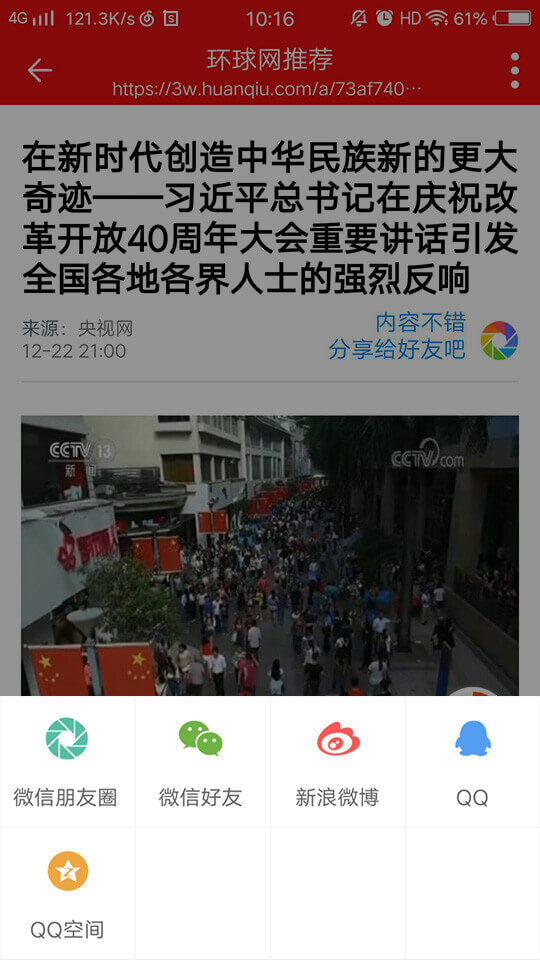 4G 121.3K/s 10:16 HD 61%
环球网推荐
https://3w.huanqiu.com/a/73af740…
在新时代创造中华民族新的更大
奇迹——习近平总书记在庆祝改
革开放40周年大会重要讲话引发
全国各地各界人士的强烈反响
来源：央视网
12-22 21:00
内容不错
分享给好友吧
CCTV 13
新闻
CCTV.com
微信朋友圈
微信好友
新浪微博
QQ
QQ空间